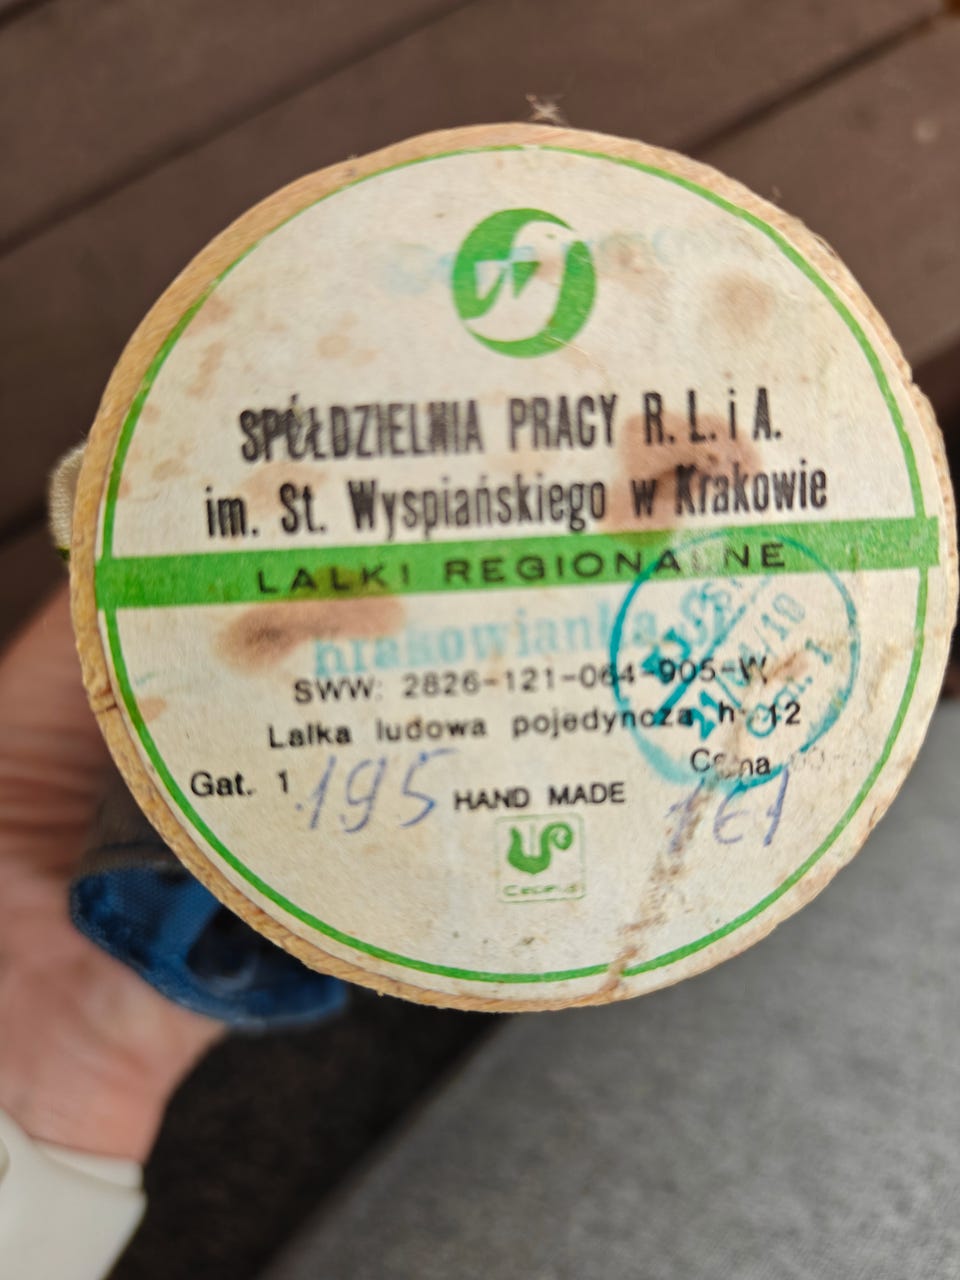 SPÓŁDZIELNIA PRACY R. L. i A.
im. St. Wyspiańskiego w Krakowie
LALKI REGIONALNE
krakowianka
SWW: 2826-121-064-905-W
Lalka ludowa pojedyncza h-12
Cena
Gat. 1 195 HAND MADE 161
Cepelia